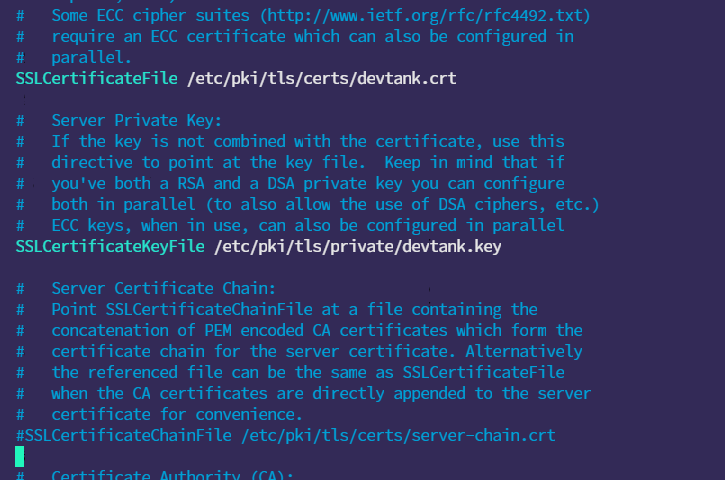 #   Some ECC cipher suites (http://www.ietf.org/rfc/rfc4492.txt)
#   require an ECC certificate which can also be configured in
#   parallel.
SSLCertificateFile /etc/pki/tls/certs/devtank.crt
#   Server Private Key:
#   If the key is not combined with the certificate, use this
#   directive to point at the key file.  Keep in mind that if
#   you've both a RSA and a DSA private key you can configure
#   both in parallel (to also allow the use of DSA ciphers, etc.)
#   ECC keys, when in use, can also be configured in parallel
SSLCertificateKeyFile /etc/pki/tls/private/devtank.key
#   Server Certificate Chain:
#   Point SSLCertificateChainFile at a file containing the
#   concatenation of PEM encoded CA certificates which form the
#   certificate chain for the server certificate. Alternatively
#   the referenced file can be the same as SSLCertificateFile
#   when the CA certificates are directly appended to the server
#   certificate for convenience.
#SSLCertificateChainFile /etc/pki/tls/certs/server-chain.crt
#   Certificate Authority (CA):